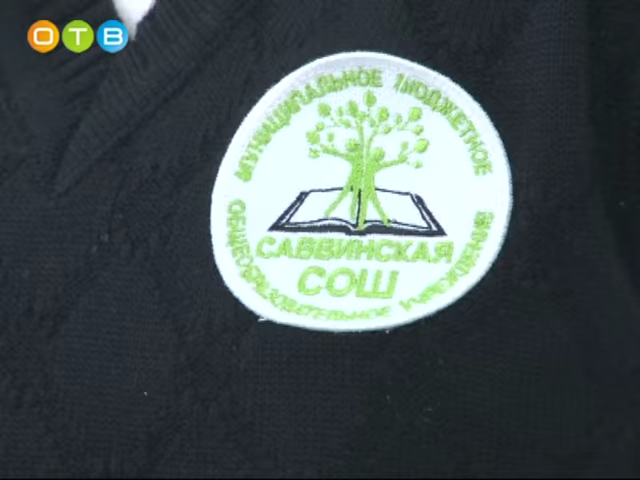 ОТВ
МУНИЦИПАЛЬНОЕ БЮДЖЕТНОЕ
ОБЩЕОБРАЗОВАТЕЛЬНОЕ УЧРЕЖДЕНИЕ
САВВИНСКАЯ
СОШ